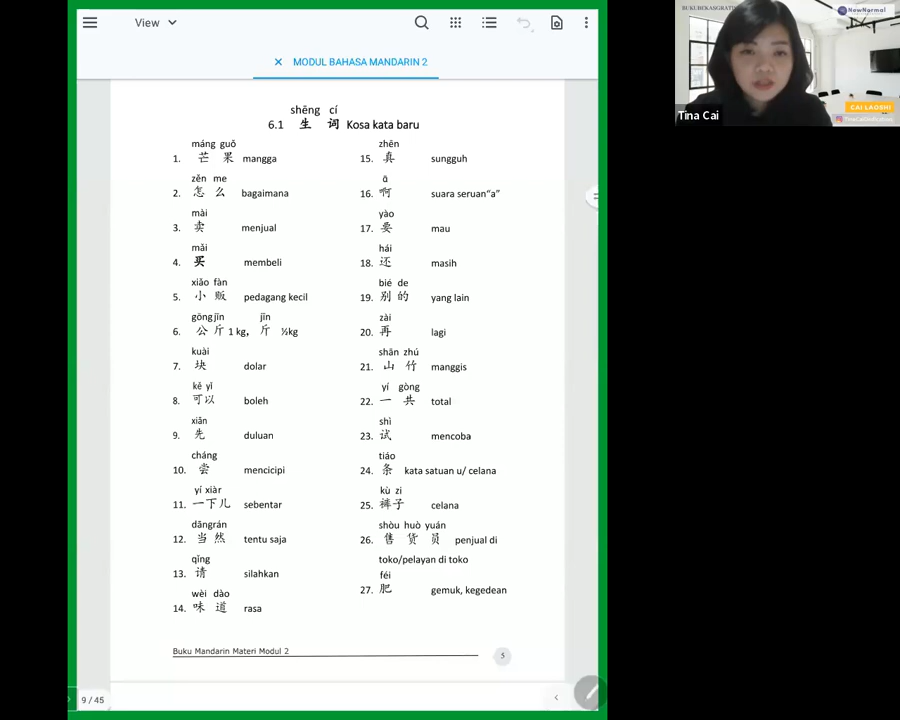 View
MODUL BAHASA MANDARIN 2
shēng cí
6.1 生 词 Kosa kata baru
máng guǒ
1. 芒 果 mangga
zěn me
2. 怎 么 bagaimana
mài
3. 卖 menjual
mǎi
4. 买 membeli
xiǎo fàn
5. 小 贩 pedagang kecil
gōngjīn jīn
6. 公 斤 1 kg, 斤 ½kg
kuài
7. 块 dolar
kě yǐ
8. 可以 boleh
xiān
9. 先 duluan
cháng
10. 尝 mencicipi
yí xiàr
11. 一下儿 sebentar
dāngrán
12. 当 然 tentu saja
qǐng
13. 请 silahkan
wèi dào
14. 味 道 rasa
zhēn
15. 真 sungguh
ā
16. 啊 suara seruan“a”
yào
17. 要 mau
hái
18. 还 masih
bié de
19. 别 的 yang lain
zài
20. 再 lagi
shān zhú
21. 山 竹 manggis
yí gòng
22. 一 共 total
shì
23. 试 mencoba
tiáo
24. 条 kata satuan u/ celana
kù zi
25. 裤子 celana
shòu huò yuán
26. 售 货 员 penjual di
toko/pelayan di toko
féi
27. 肥 gemuk, kegedean
Buku Mandarin Materi Modul 2
5
9 / 45
NewNormal
CAI LAOSHI
Tina Cai